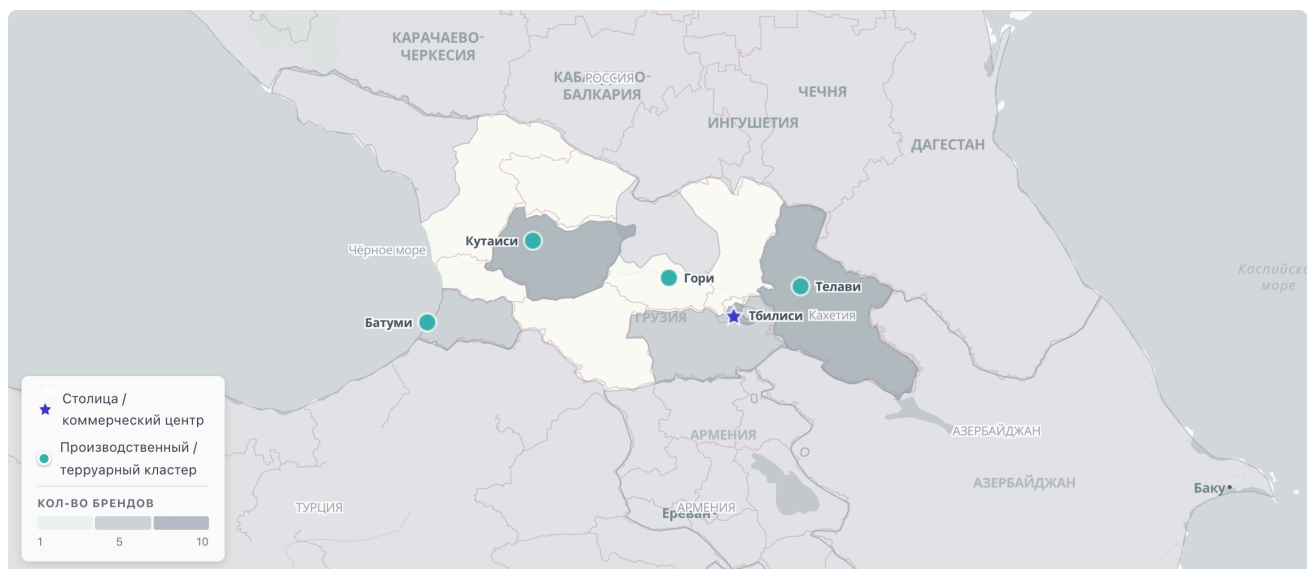 КАРАЧАЕВО-
ЧЕРКЕСИЯ
РОССИЯ
БАЛКАРИЯ
ЧЕЧНЯ
ИНГУШЕТИЯ
ДАГЕСТАН
Чёрное море
Кутаиси
Гори
Телави
Каспийско
море
Батуми
ГРУЗИЯ
Тбилиси
Кахетия
Столица /
коммерческий центр
Производственный /
терруарный кластер
КОЛ-ВО БРЕНДОВ
1 5 10
ТУРЦИЯ
АРМЕНИЯ
АЗЕРБАЙДЖАН
АЗЕРБАЙДЖАН
Баку
АРМЕНИЯ
Ереван